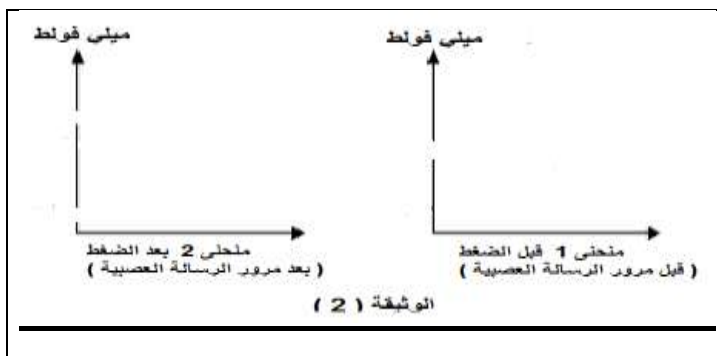 ميلي فولط
ميلي فولط
منحنى 1 قبل الضغط
( قبل مرور الرسالة العصبية )
منحنى 2 بعد الضغط
( بعد مرور الرسالة العصبية )
الوثيقة ( 2 )